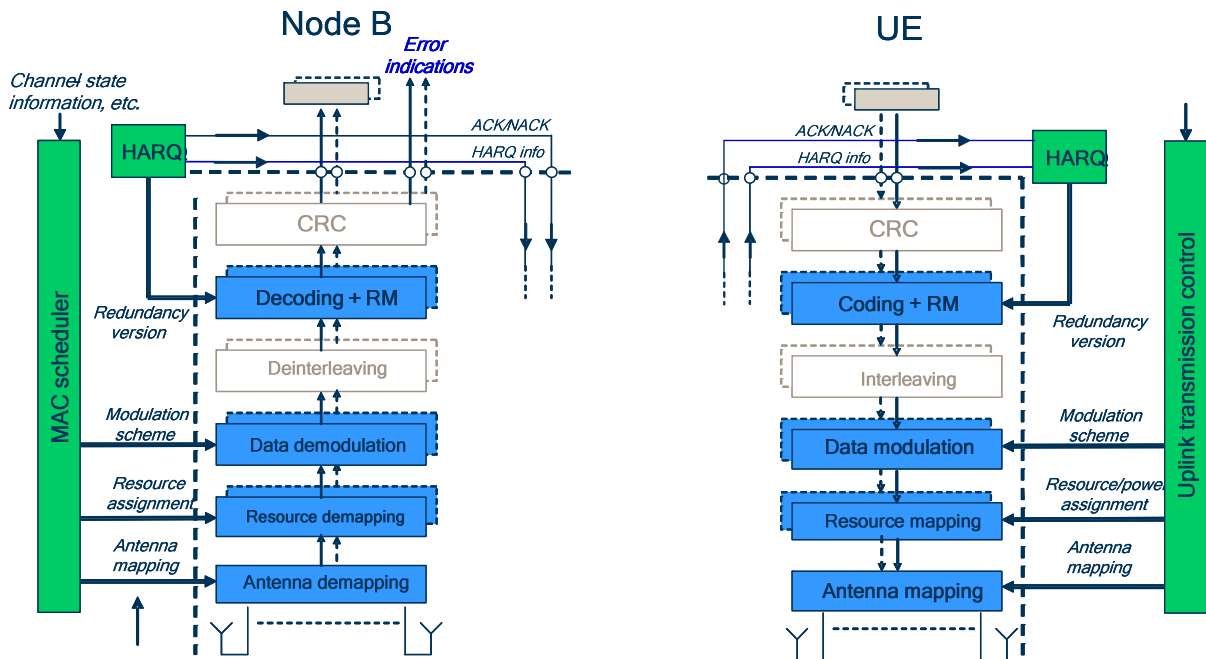 Node B
UE
Error
indications
Channel state
information, etc.
ACK/NACK
HARQ
HARQ info
CRC
Decoding + RM
Redundancy
version
MAC scheduler
Deinterleaving
Modulation
scheme
Data demodulation
Resource
assignment
Resource demapping
Antenna
mapping
Antenna demapping
ACK/NACK
HARQ info
HARQ
CRC
Coding + RM
Redundancy
version
Uplink transmission control
Interleaving
Modulation
scheme
Data modulation
Resource/power
assignment
Resource mapping
Antenna
mapping
Antenna mapping